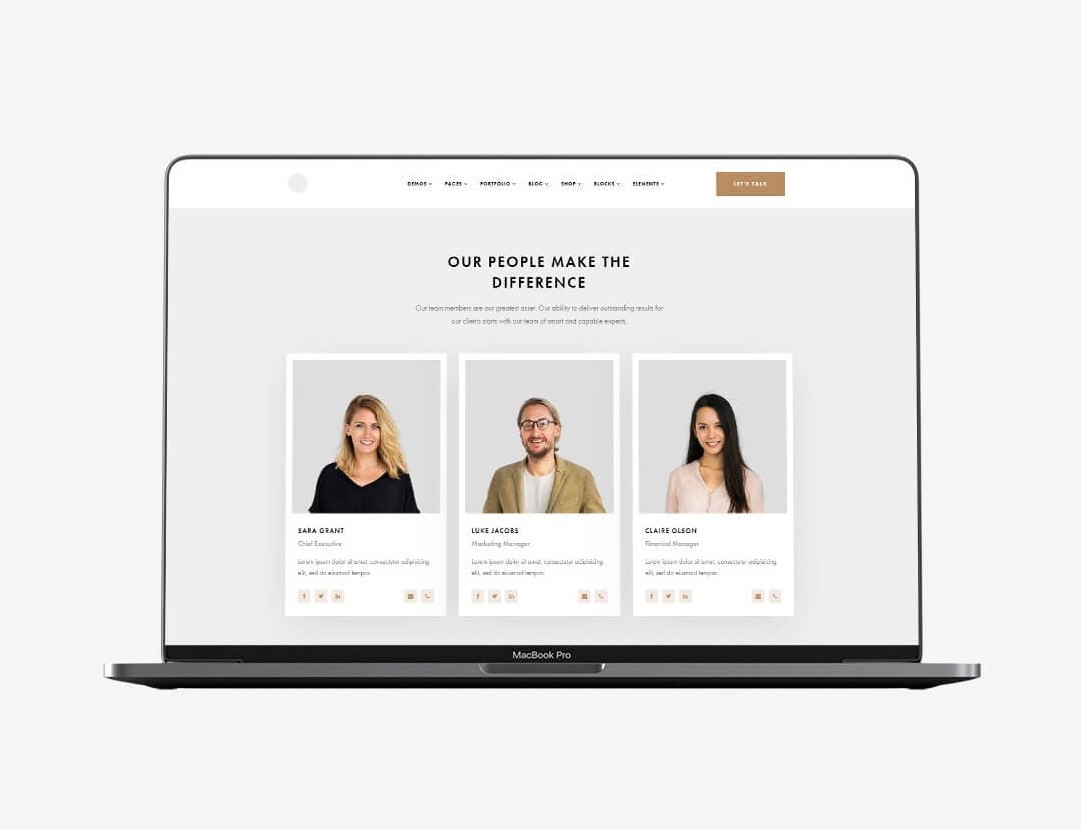 DEMOS PAGES PORTFOLIO BLOG SHOP BLOCKS ELEMENTS LET'S TALK
OUR PEOPLE MAKE THE
DIFFERENCE
Our team members are our greatest asset. Our ability to deliver outstanding results for
our clients starts with our team of smart and capable experts.
SARA GRANT
Chief Executive
Lorem ipsum dolor sit amet, consectetur adipisicing
elit, sed do eiusmod tempor.
LUKE JACOBS
Marketing Manager
Lorem ipsum dolor sit amet, consectetur adipisicing
elit, sed do eiusmod tempor.
CLAIRE OLSON
Financial Manager
Lorem ipsum dolor sit amet, consectetur adipisicing
elit, sed do eiusmod tempor.
MacBook Pro